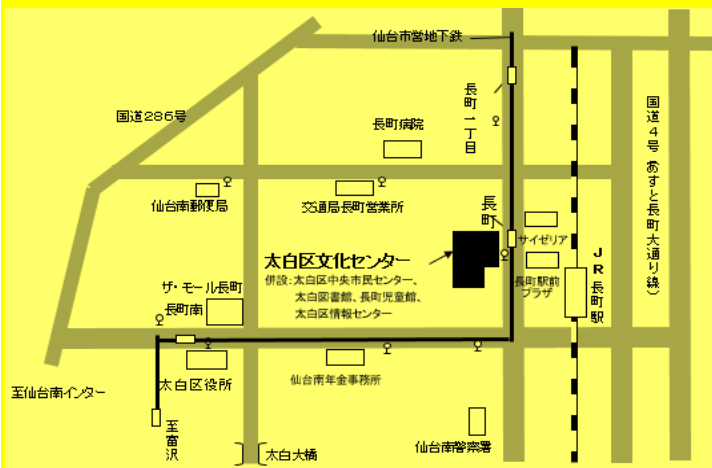 仙台市営地下鉄
国道286号
長町一丁目
長町病院
国道4号(あすと長町大通り線)
仙台南郵便局
交通局長町営業所
長町
サイゼリア
太白区文化センター
併設:太白区中央市民センター、
太白図書館、長町児童館、
太白区情報センター
長町駅前
プラザ
JR長町駅
ザ・モール長町
長町南
太白区役所
仙台南年金事務所
至仙台南インター
至富沢
太白大橋
仙台南警察署